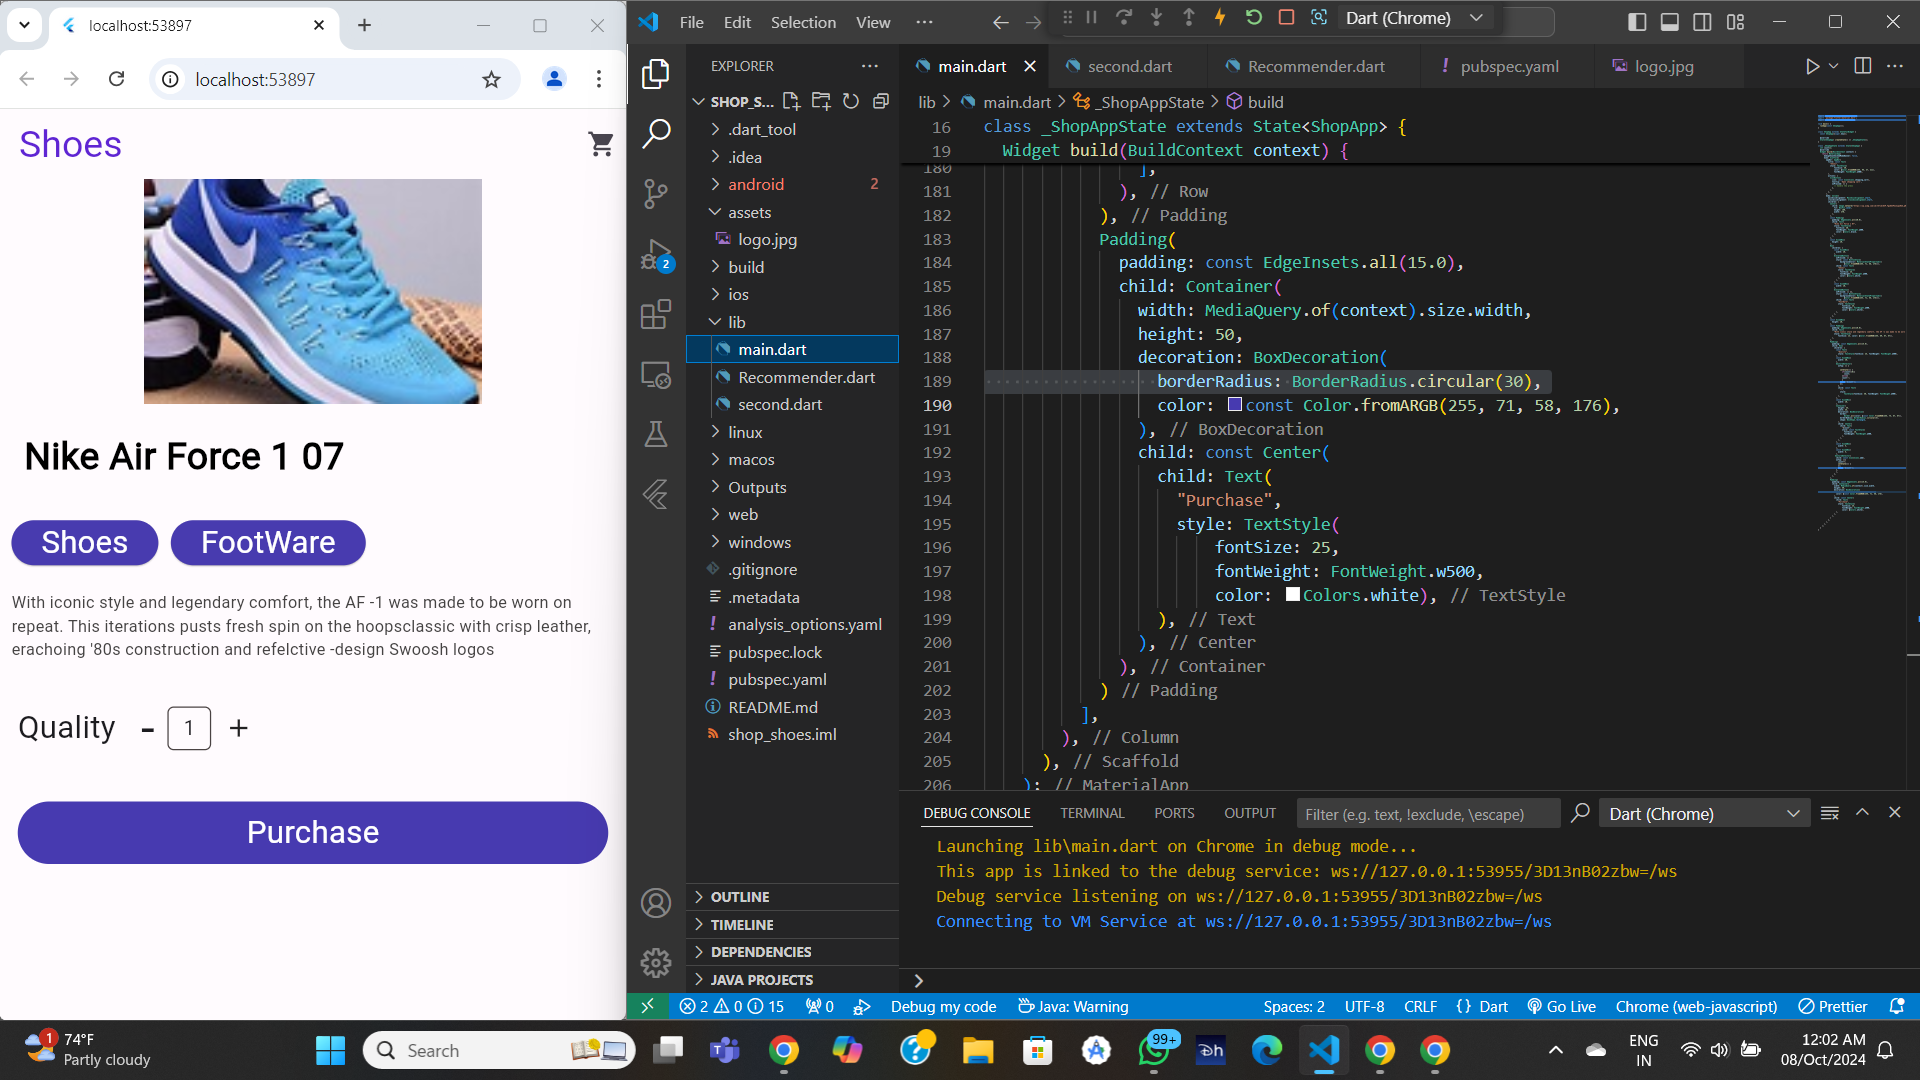 localhost:53897
localhost:53897
Shoes
Nike Air Force 1 07
Shoes FootWare
With iconic style and legendary comfort, the AF -1 was made to be worn on
repeat. This iterations pusts fresh spin on the hoopsclassic with crisp leather,
erachoing '80s construction and refelctive -design Swoosh logos
Quality - 1 +
Purchase
File Edit Selection View ··· Dart (Chrome)
EXPLORER
SHOP_S...
.dart_tool
.idea
android 2
assets
logo.jpg
build
ios
lib
main.dart
Recommender.dart
second.dart
linux
macos
Outputs
web
windows
.gitignore
.metadata
analysis_options.yaml
pubspec.lock
pubspec.yaml
README.md
shop_shoes.iml
OUTLINE
TIMELINE
DEPENDENCIES
JAVA PROJECTS
2
main.dart second.dart Recommender.dart ! pubspec.yaml logo.jpg
lib > main.dart > _ShopAppState > build
16 class _ShopAppState extends State<ShopApp> {
19 Widget build(BuildContext context) {
180 ],
181 ), // Row
182 ), // Padding
183 Padding(
184 padding: const EdgeInsets.all(15.0),
185 child: Container(
186 width: MediaQuery.of(context).size.width,
187 height: 50,
188 decoration: BoxDecoration(
189 borderRadius: BorderRadius.circular(30),
190 color: const Color.fromARGB(255, 71, 58, 176),
191 ), // BoxDecoration
192 child: const Center(
193 child: Text(
194 "Purchase",
195 style: TextStyle(
196 fontSize: 25,
197 fontWeight: FontWeight.w500,
198 color: Colors.white), // TextStyle
199 ), // Text
200 ), // Center
201 ), // Container
202 ) // Padding
203 ],
204 ), // Column
205 ), // Scaffold
206 ); // MaterialApp
DEBUG CONSOLE TERMINAL PORTS OUTPUT Filter (e.g. text, !exclude, \escape) Dart (Chrome)
Launching lib\main.dart on Chrome in debug mode...
This app is linked to the debug service: ws://127.0.0.1:53955/3D13nB02zbw=/ws
Debug service listening on ws://127.0.0.1:53955/3D13nB02zbw=/ws
Connecting to VM Service at ws://127.0.0.1:53955/3D13nB02zbw=/ws
2 0 15 0 Debug my code Java: Warning Spaces: 2 UTF-8 CRLF {} Dart Go Live Chrome (web-javascript) Prettier
1 74°F
Partly cloudy
Search
99+
ENG
IN
12:02 AM
08/Oct/2024